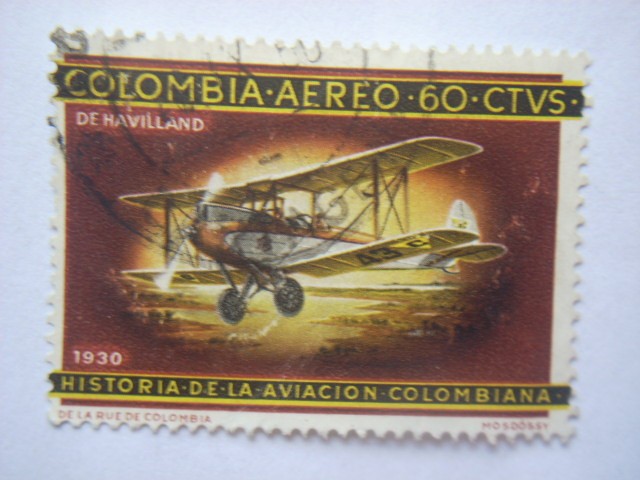 COLOMBIA·AEREO·60·CTVS·
DE HAVILLAND
1930
HISTORIA·DE·LA·AVIACION·COLOMBIANA·
DE LA RUE DE COLOMBIA
MOSDÓSSY